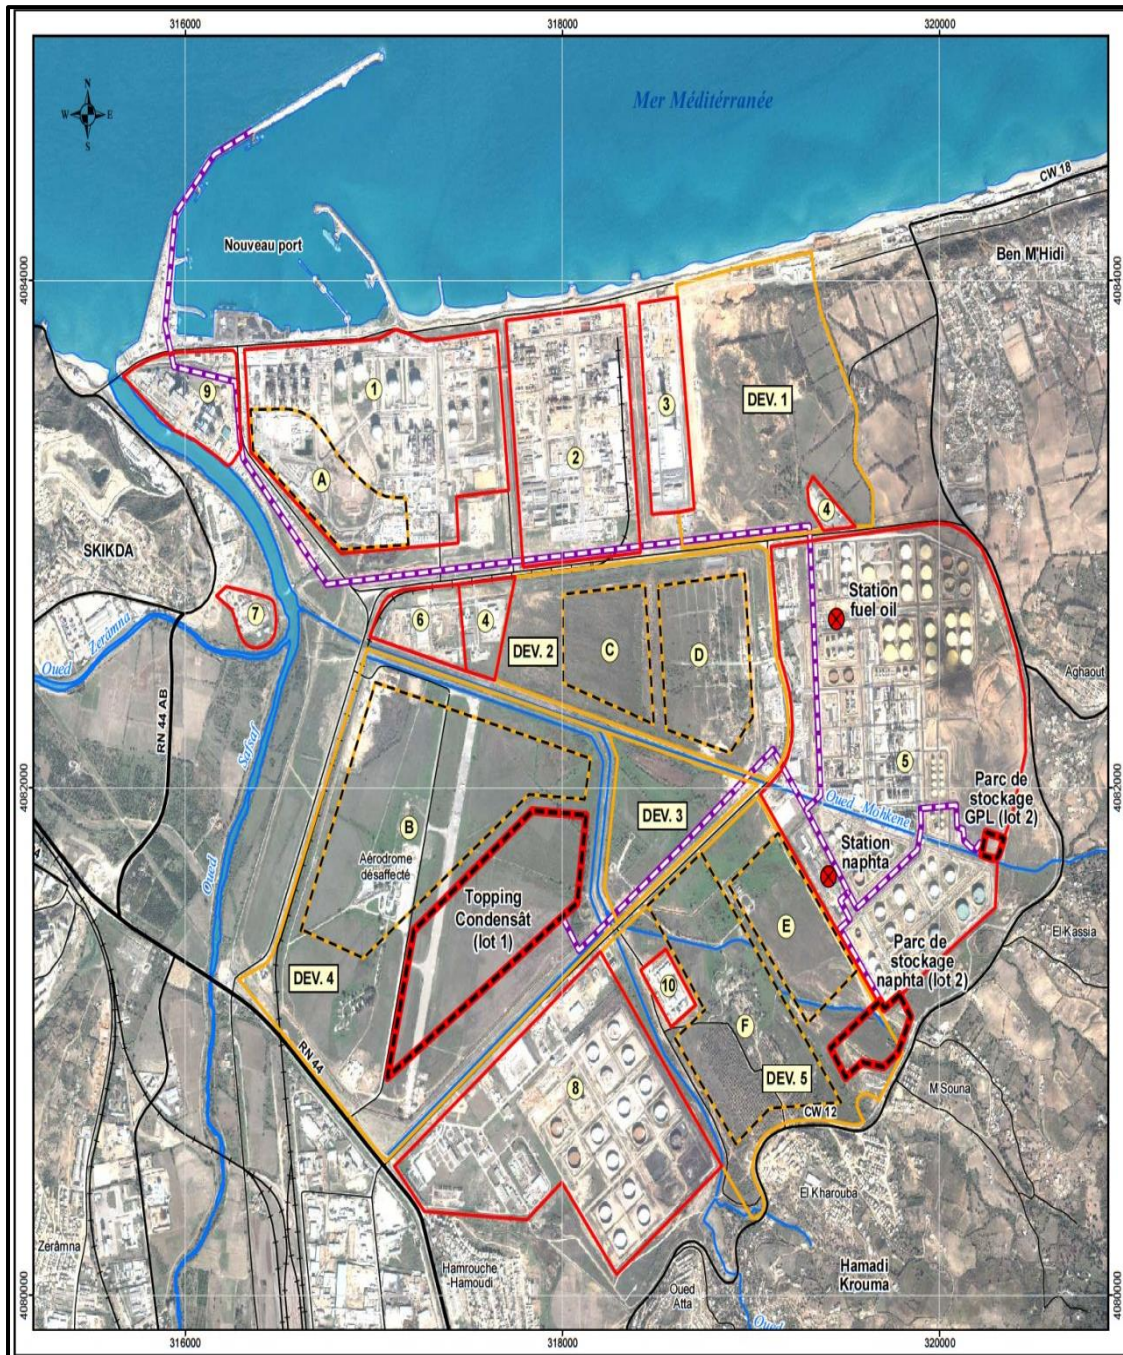 316000
318000
320000
N
W
E
S
Mer Méditérranée
CW 18
Nouveau port
Ben M'Hidi
4084000
4084000
9
1
3
DEV. 1
2
A
4
SKIKDA
Station
fuel oil
7
6
4
DEV. 2
C
D
Oued
Zerâmna
Aghaout
RN 44 AB
Safsaf
Oued
5
4082000
4082000
Oued Mohkene
Parc de
stockage
GPL (lot 2)
DEV. 3
B
Aérodrome
désaffecté
Station
naphta
Topping
Condensât
(lot 1)
E
El Kassia
Parc de
stockage
naphta (lot 2)
DEV. 4
10
F
RN 44
DEV. 5
8
M Souna
CW 12
El Kharouba
Zerâmna
Hamrouche
-Hamoudi
Hamadi
Krouma
Oued
Atta
Oued
4080000
4080000
316000
318000
320000